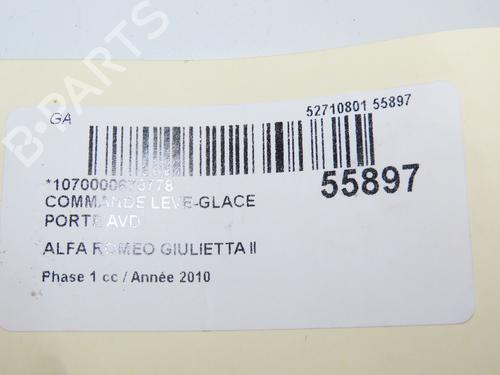 B-PARTS
GA
52710801 55897
55897
COMMANDE LEVE-GLACE
PORTE AVD
ALFA ROMEO GIULIETTA II
Phase 1 cc / Année 2010